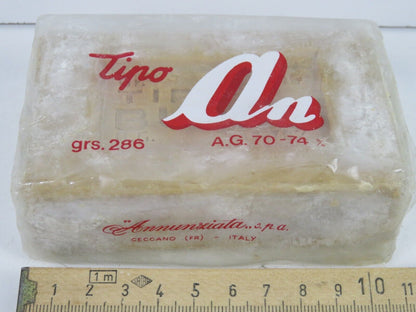 Tipo An
grs. 286 A.G. 70-74 %
"Annunziata" s.p.a.
CECCANO (FR) - ITALY
1 m
1 2 3 4 5 6 7 8 9 10 11